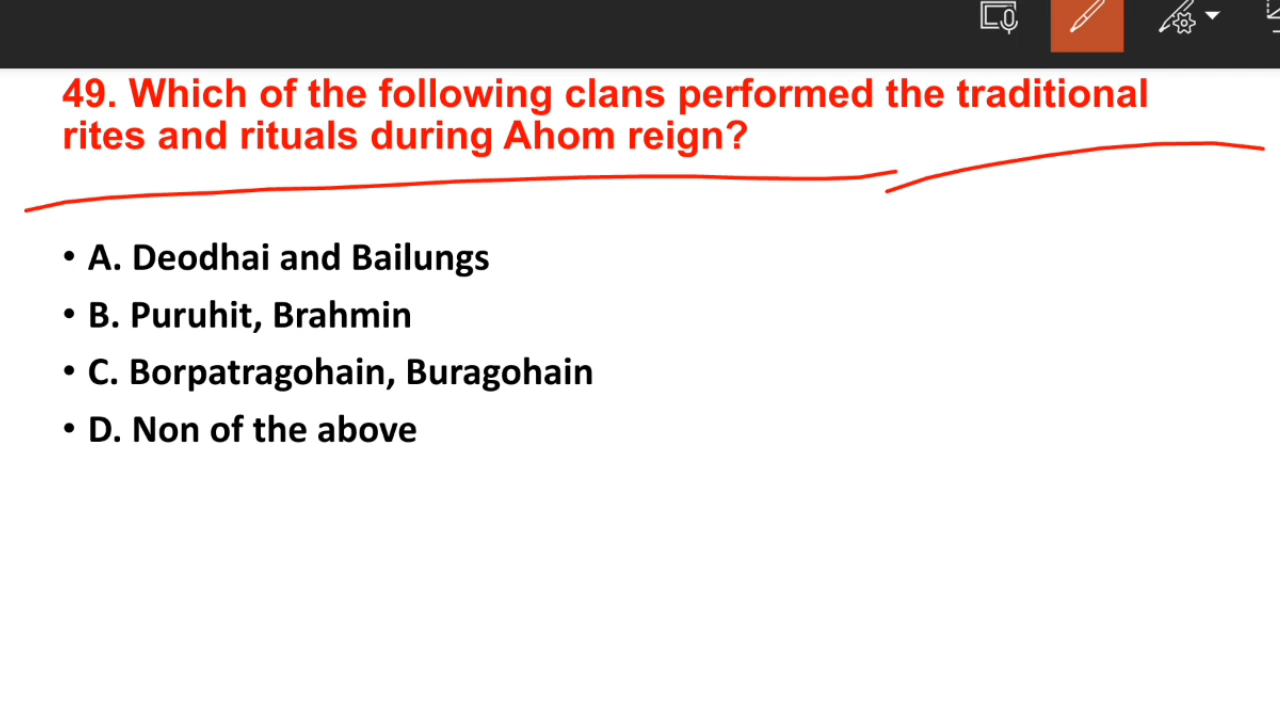 49. Which of the following clans performed the traditional
rites and rituals during Ahom reign?
• A. Deodhai and Bailungs
• B. Puruhit, Brahmin
• C. Borpatragohain, Buragohain
• D. Non of the above